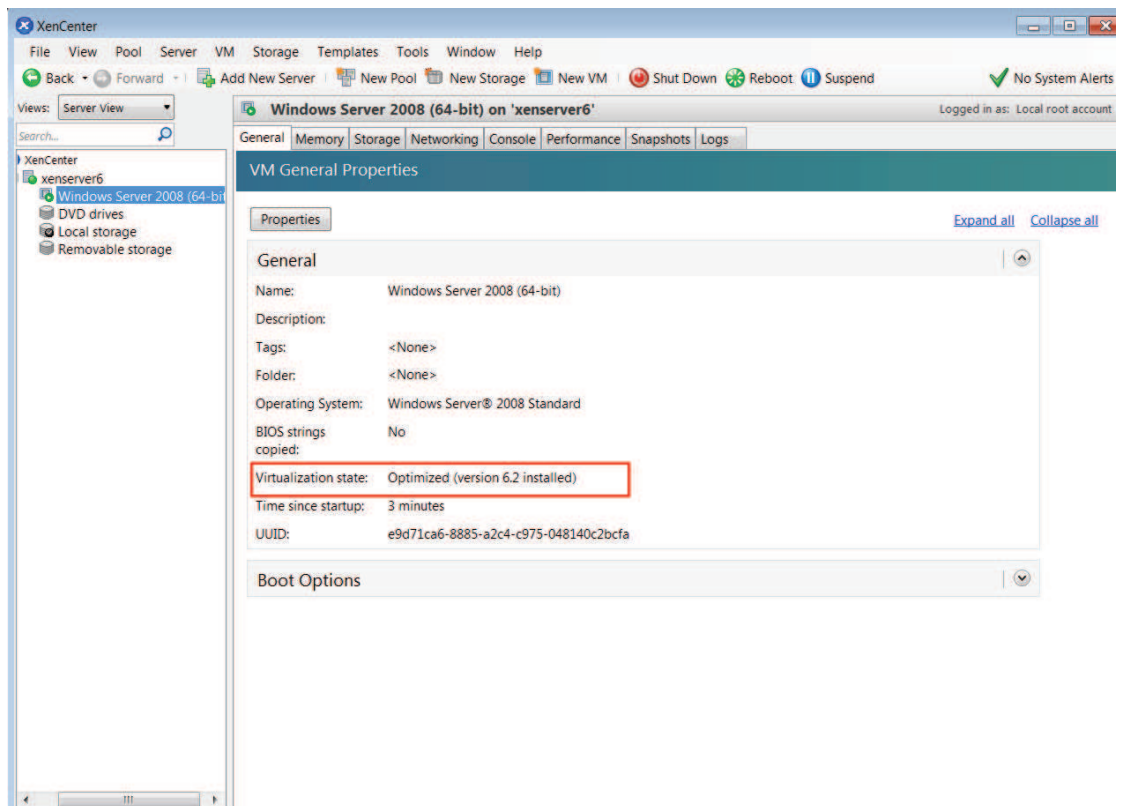 XenCenter
File View Pool Server VM Storage Templates Tools Window Help
Back Forward Add New Server New Pool New Storage New VM Shut Down Reboot Suspend No System Alerts
Views: Server View
Windows Server 2008 (64-bit) on 'xenserver6' Logged in as: Local root account
Search...
General Memory Storage Networking Console Performance Snapshots Logs
XenCenter
xenserver6
Windows Server 2008 (64-bit
DVD drives
Local storage
Removable storage
VM General Properties
Properties Expand all Collapse all
General
Name: Windows Server 2008 (64-bit)
Description:
Tags: <None>
Folder: <None>
Operating System: Windows Server® 2008 Standard
BIOS strings No
copied:
Virtualization state: Optimized (version 6.2 installed)
Time since startup: 3 minutes
UUID: e9d71ca6-8885-a2c4-c975-048140c2bcfa
Boot Options